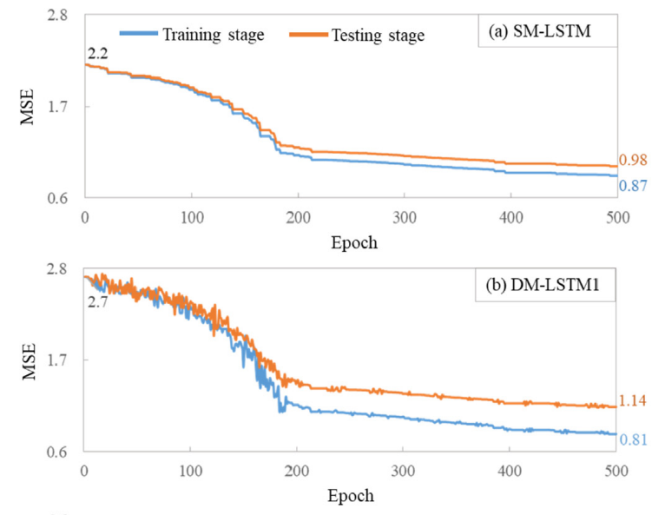 2.8
(a) SM-LSTM
Training stage
Testing stage
2.2
MSE
1.7
0.98
0.87
0.6
0 100 200 300 400 500
Epoch
2.8
(b) DM-LSTM1
2.7
MSE
1.7
1.14
0.81
0.6
0 100 200 300 400 500
Epoch